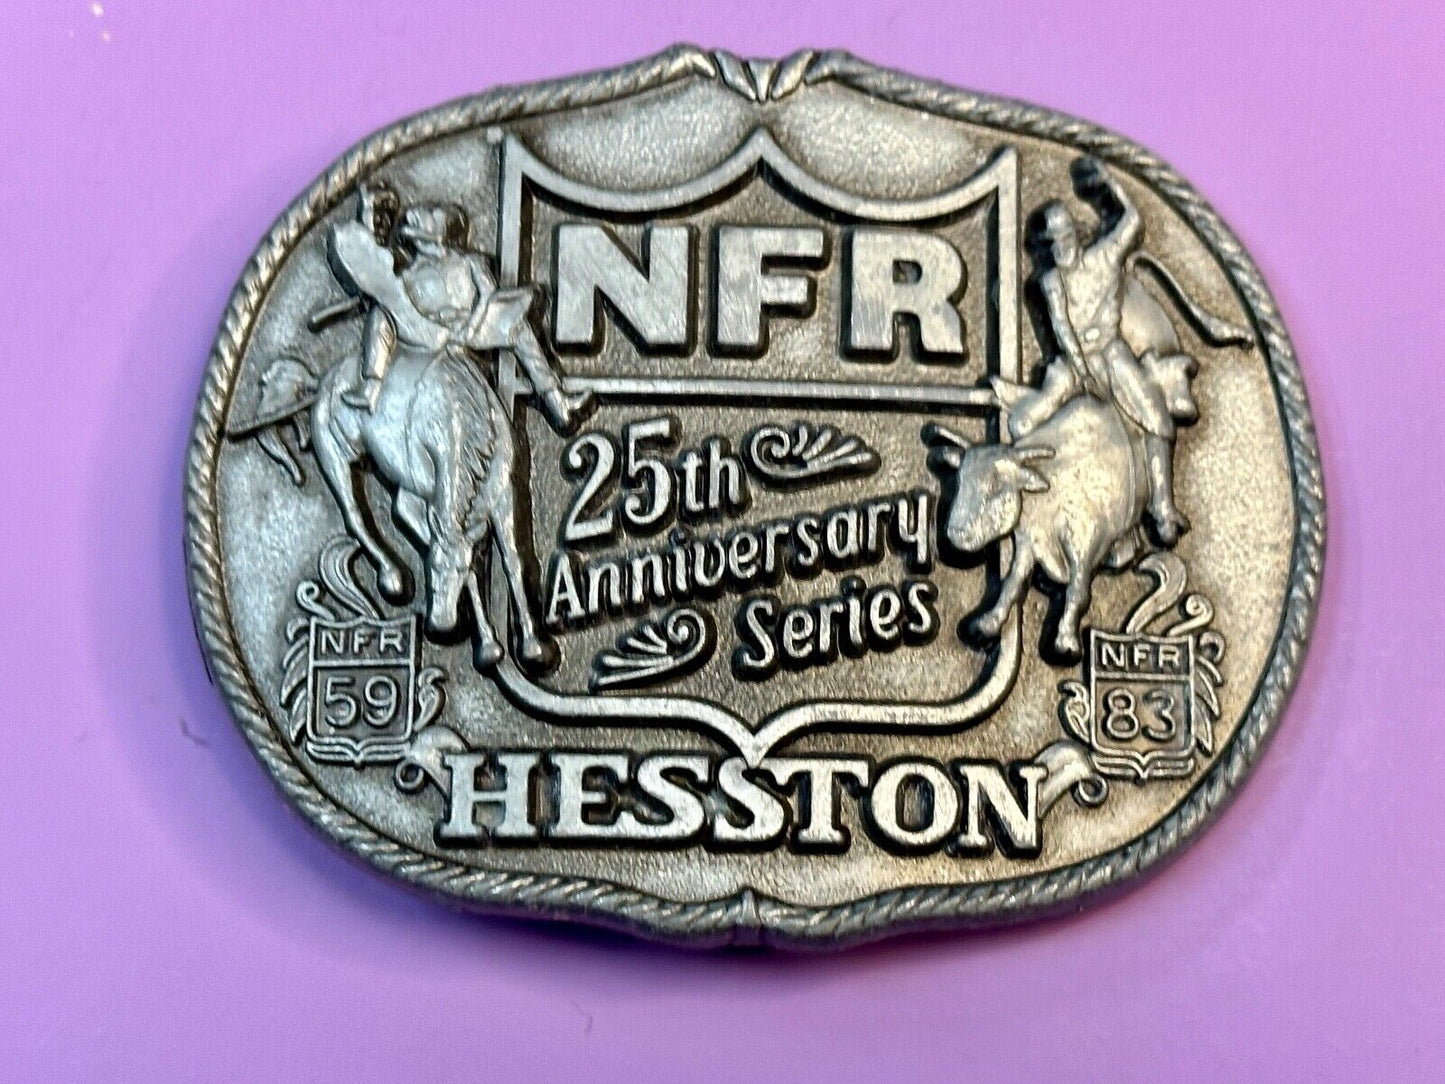 NFR
25th
Anniversary
Series
NFR
59
NFR
83
HESSTON